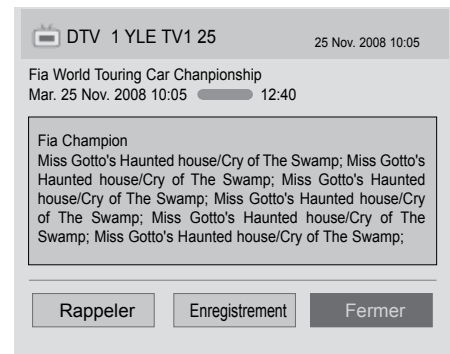 DTV 1 YLE TV1 25 25 Nov. 2008 10:05
Fia World Touring Car Chanpionship
Mar. 25 Nov. 2008 10:05 12:40
Fia Champion
Miss Gotto's Haunted house/Cry of The Swamp; Miss Gotto's
Haunted house/Cry of The Swamp; Miss Gotto's Haunted
house/Cry of The Swamp; Miss Gotto's Haunted house/Cry
of The Swamp; Miss Gotto's Haunted house/Cry of The
Swamp; Miss Gotto's Haunted house/Cry of The Swamp;
Rappeler Enregistrement Fermer